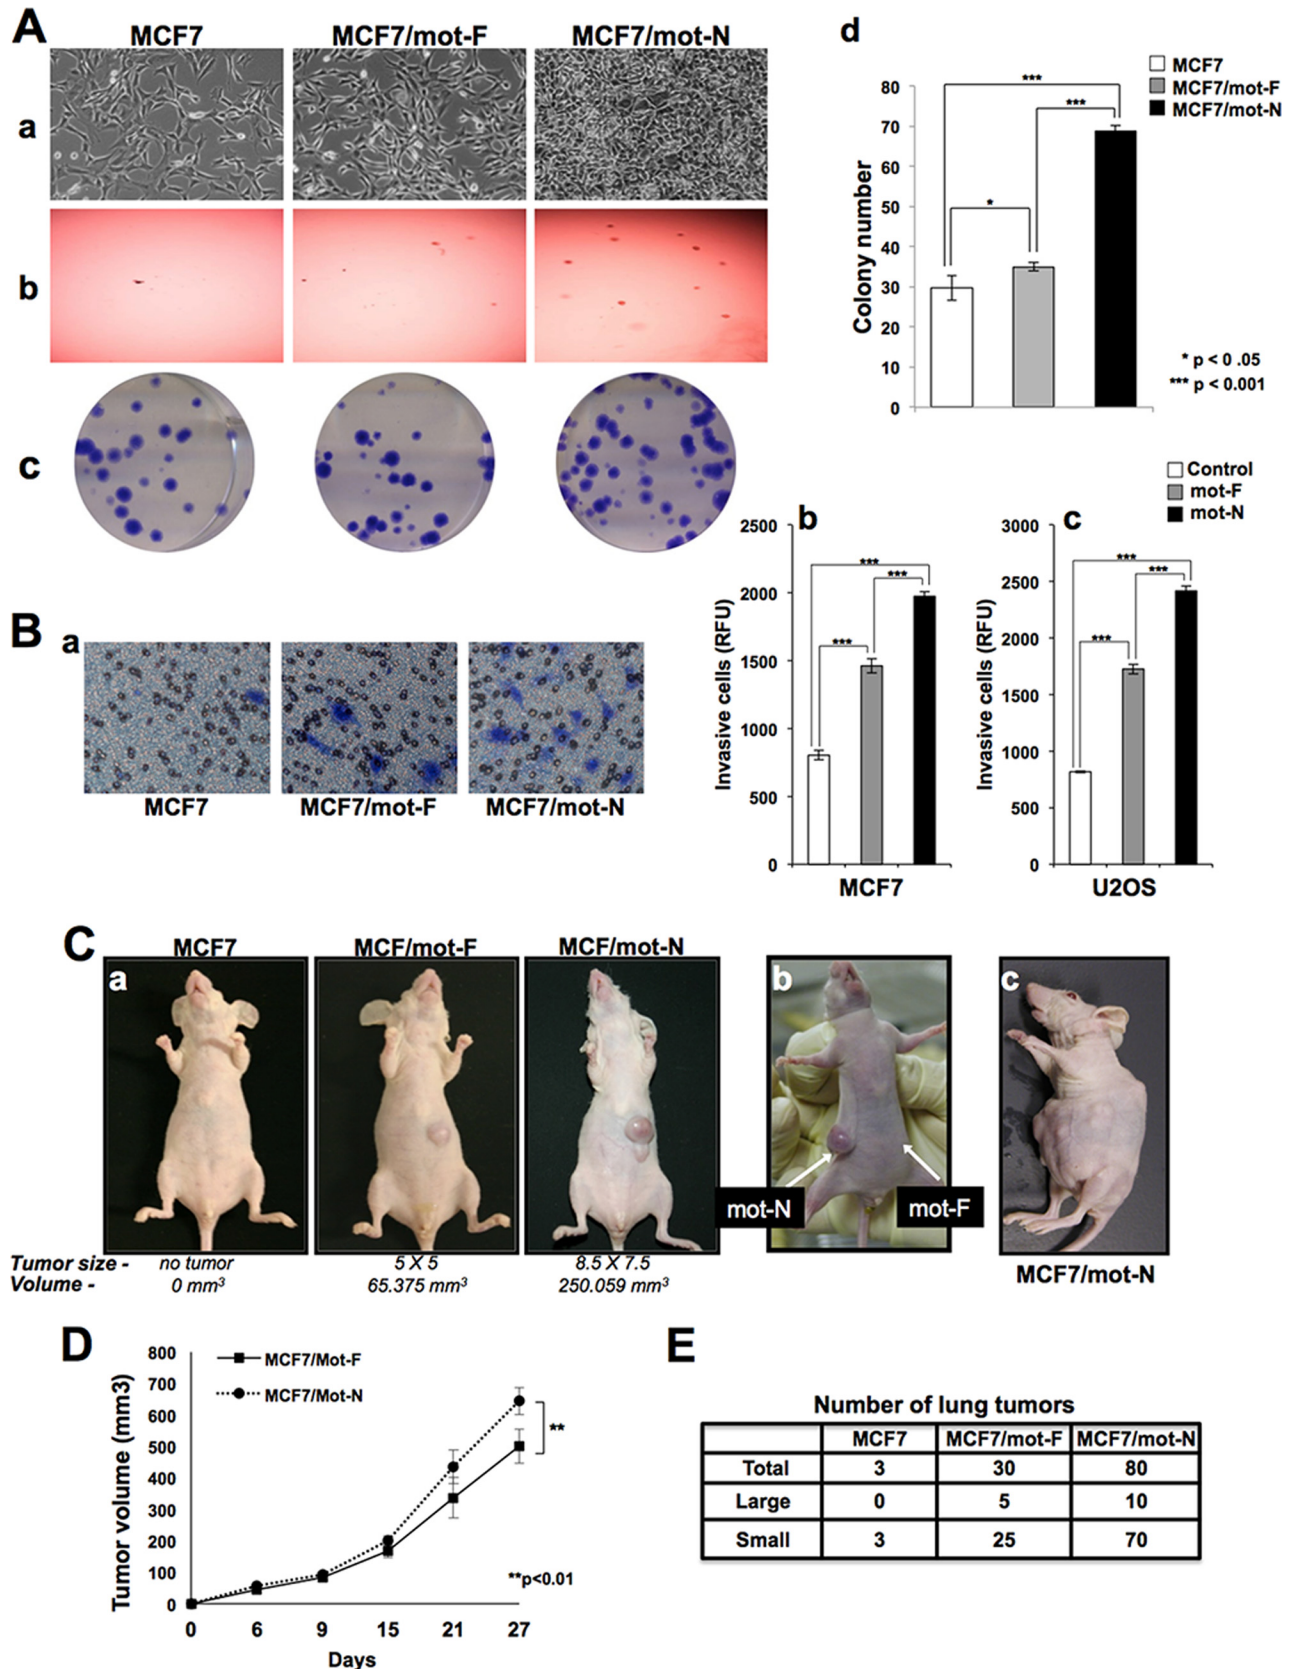 A
MCF7 MCF7/mot-F MCF7/mot-N
a
b
c
d
MCF7
MCF7/mot-F
MCF7/mot-N
Colony number
80
70
60
50
40
30
20
10
0
***
***
*
* p < 0 .05
*** p < 0.001
B
a
MCF7 MCF7/mot-F MCF7/mot-N
Control
mot-F
mot-N
b
Invasive cells (RFU)
2500
2000
1500
1000
500
0
***
***
***
MCF7
c
Invasive cells (RFU)
3000
2500
2000
1500
1000
500
0
***
***
***
U2OS
C
MCF7 MCF/mot-F MCF/mot-N
a
b
c
mot-N
mot-F
MCF7/mot-N
Tumor size - no tumor 5 X 5 8.5 X 7.5
Volume - 0 mm³ 65.375 mm³ 250.059 mm³
D
MCF7/Mot-F
MCF7/Mot-N
Tumor volume (mm3)
800
700
600
500
400
300
200
100
0
**
**p<0.01
0 6 9 15 21 27
Days
E
Number of lung tumors
MCF7 MCF7/mot-F MCF7/mot-N
Total 3 30 80
Large 0 5 10
Small 3 25 70